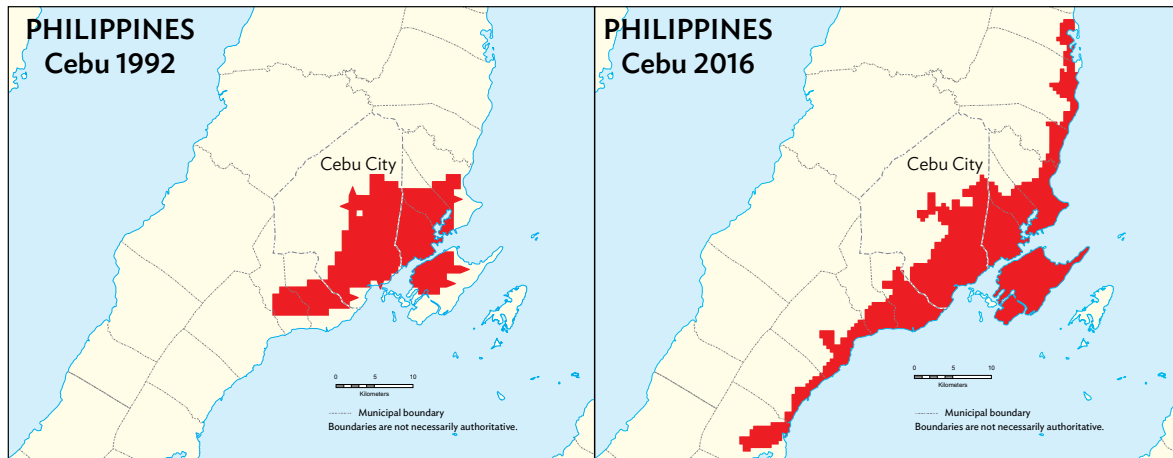 PHILIPPINES
Cebu 1992
Cebu City
0 5 10
Kilometers
Municipal boundary
Boundaries are not necessarily authoritative.
PHILIPPINES
Cebu 2016
Cebu City
0 5 10
Kilometers
Municipal boundary
Boundaries are not necessarily authoritative.